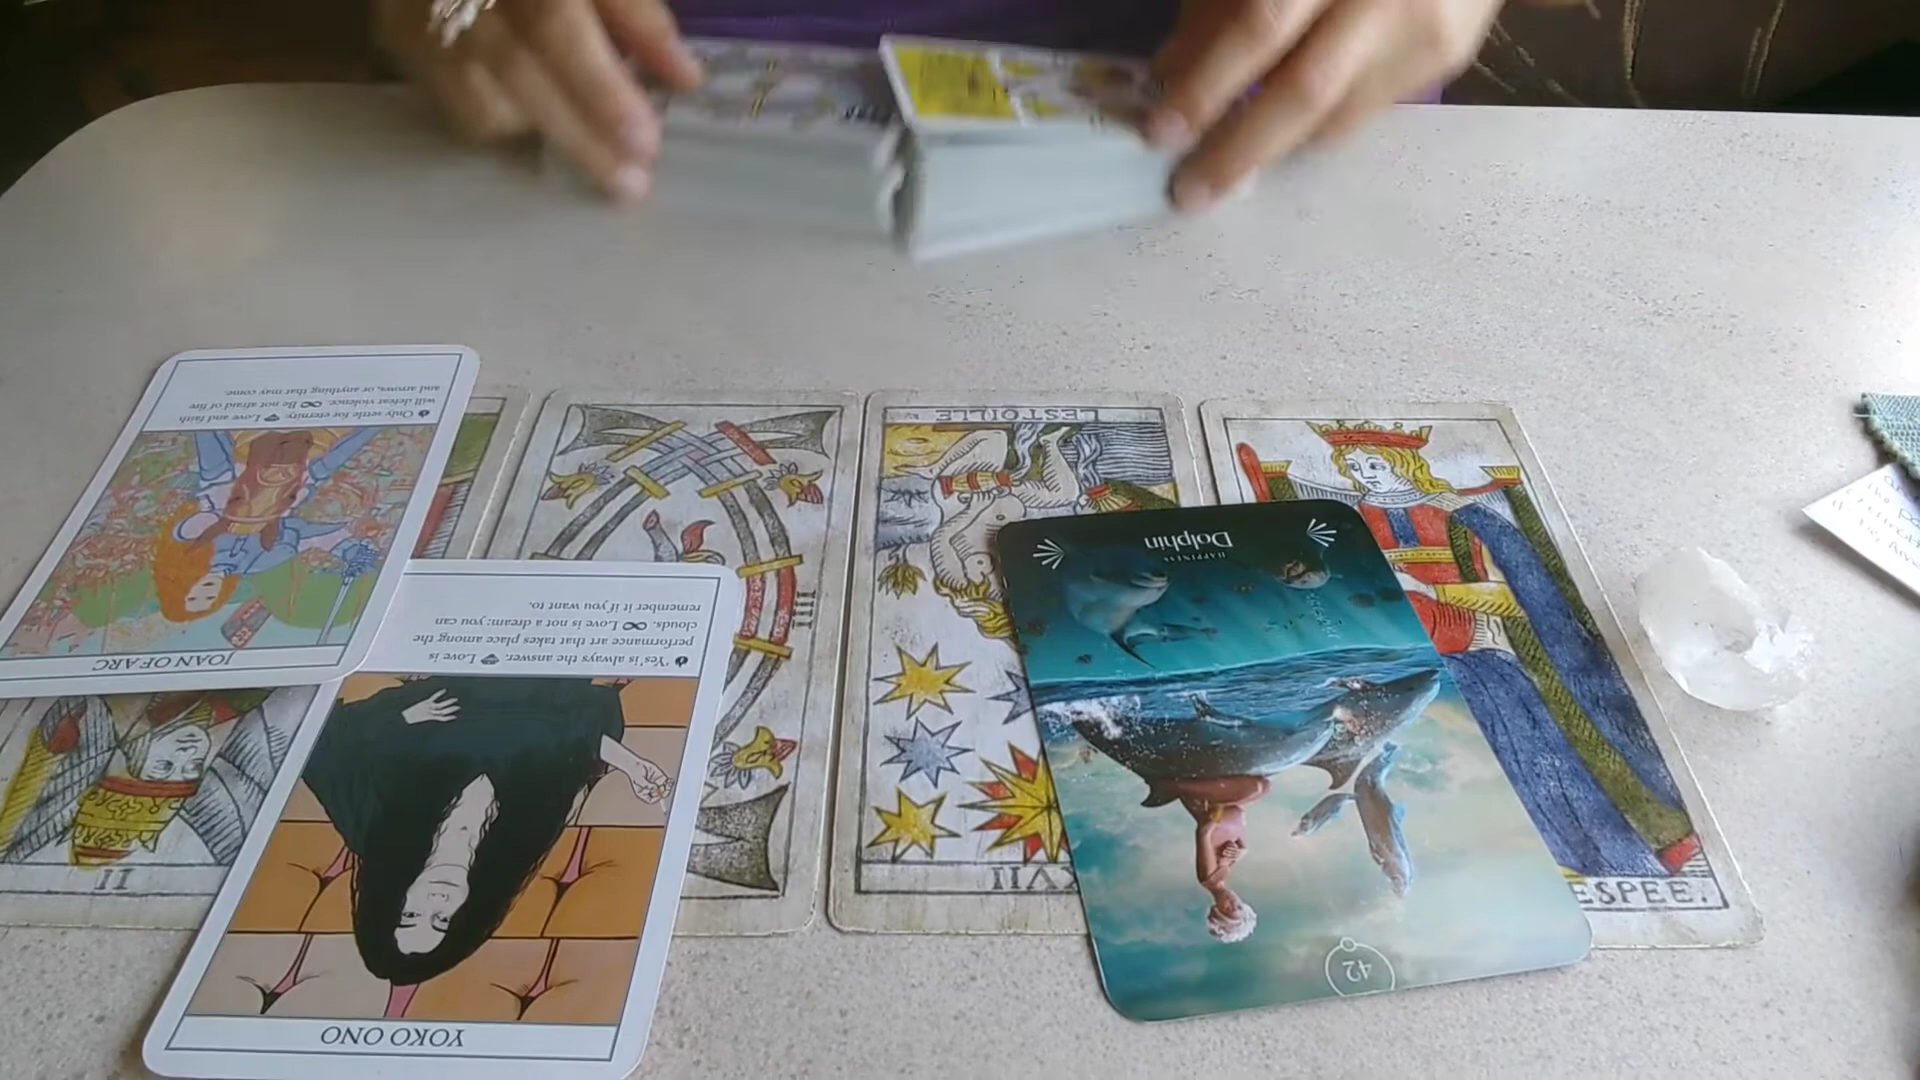 ❶ Only settle for eternity. Love and faith
will defeat violence. ∞ Be not afraid of fire
and arrows, or anything that may come.
JOAN OF ARC
❶ 'Yes' is always the answer. Love is
performance art that takes place among the
clouds. ∞ Love is not a dream; you can
remember it if you want to.
YOKO ONO
II
IIII
LESTOILLE
XVII
Dolphin
HAPPINESS
42
ESPEE.